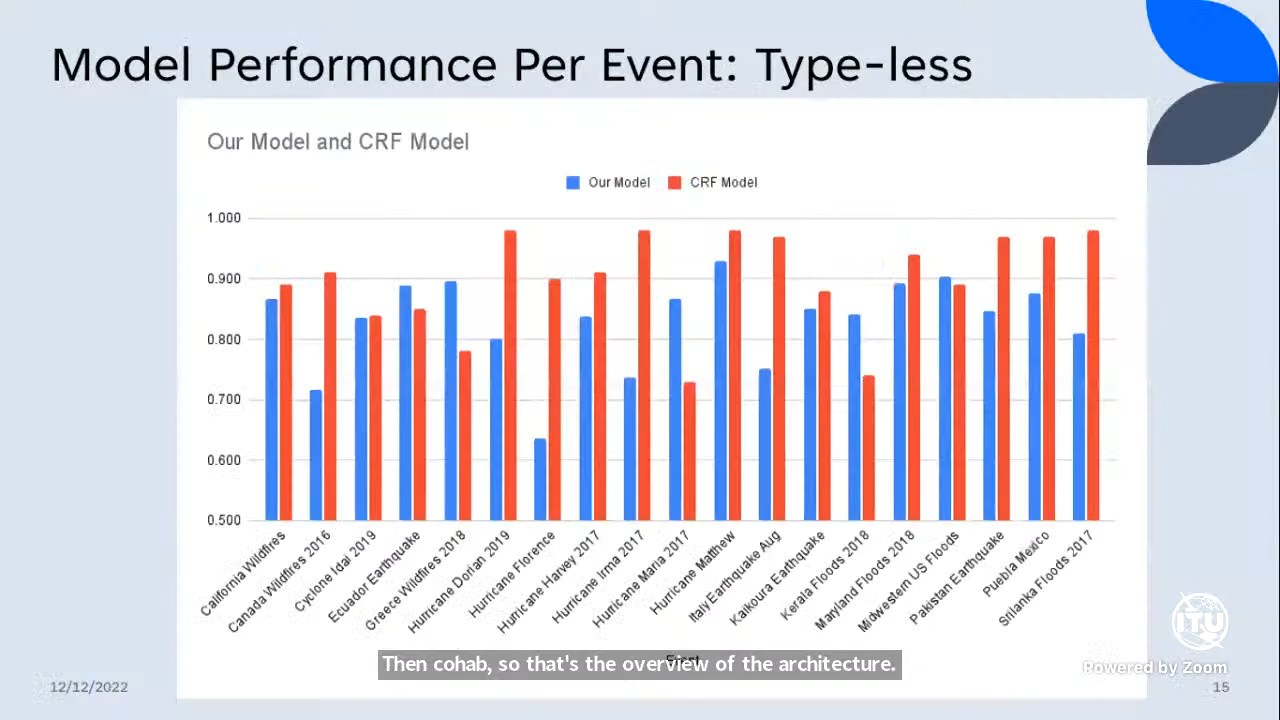 Model Performance Per Event: Type-less
Our Model and CRF Model
Our Model CRF Model
1.000
0.900
0.800
0.700
0.600
0.500
California Wildfires
Canada Wildfires 2016
Cyclone Idai 2019
Ecuador Earthquake
Greece Wildfires 2018
Hurricane Dorian 2019
Hurricane Florence
Hurricane Harvey 2017
Hurricane Irma 2017
Hurricane Maria 2017
Hurricane Matthew
Italy Earthquake Aug
Kaikoura Earthquake
Kerala Floods 2018
Maryland Floods 2018
Midwestern US Floods
Pakistan Earthquake
Puebla Mexico
Srilanka Floods 2017
Then cohab, so that's the overview of the architecture.
ITU
Powered by Zoom
12/12/2022
15